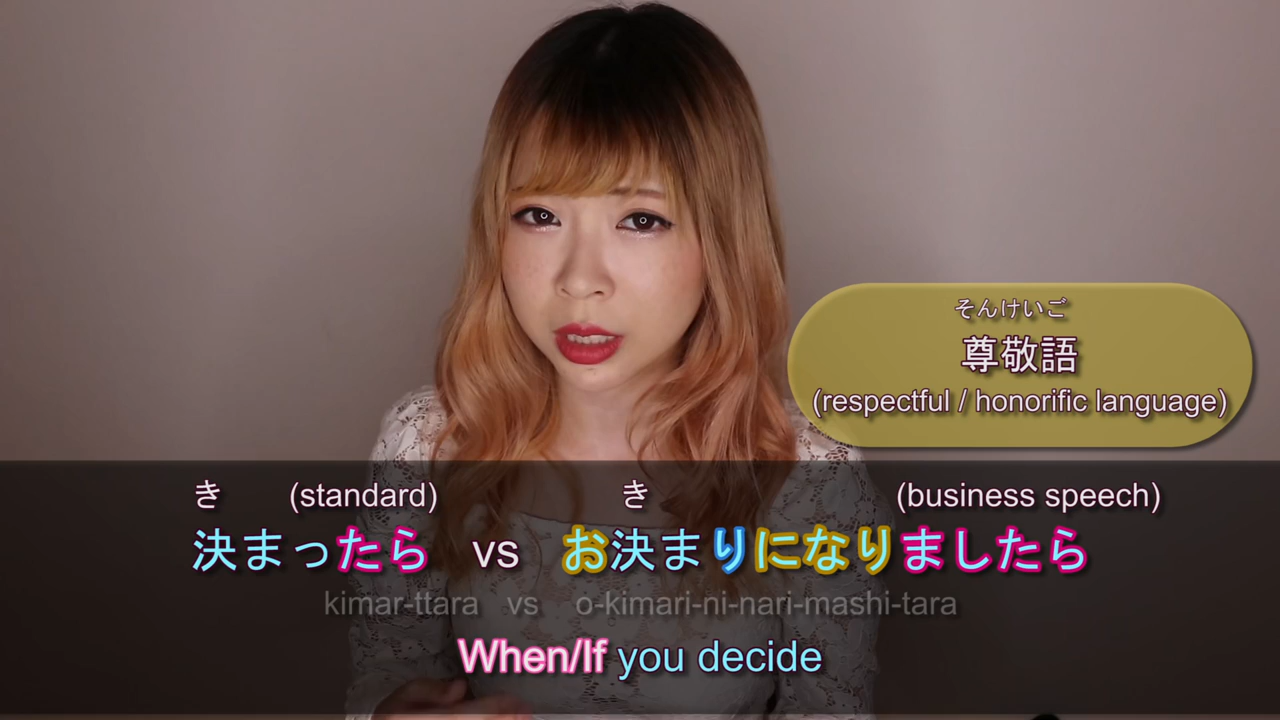 そんけいご
尊敬語
(respectful / honorific language)
き (standard) き (business speech)
決まったら vs お決まりになりましたら
kimar-ttara vs o-kimari-ni-nari-mashi-tara
When/If you decide